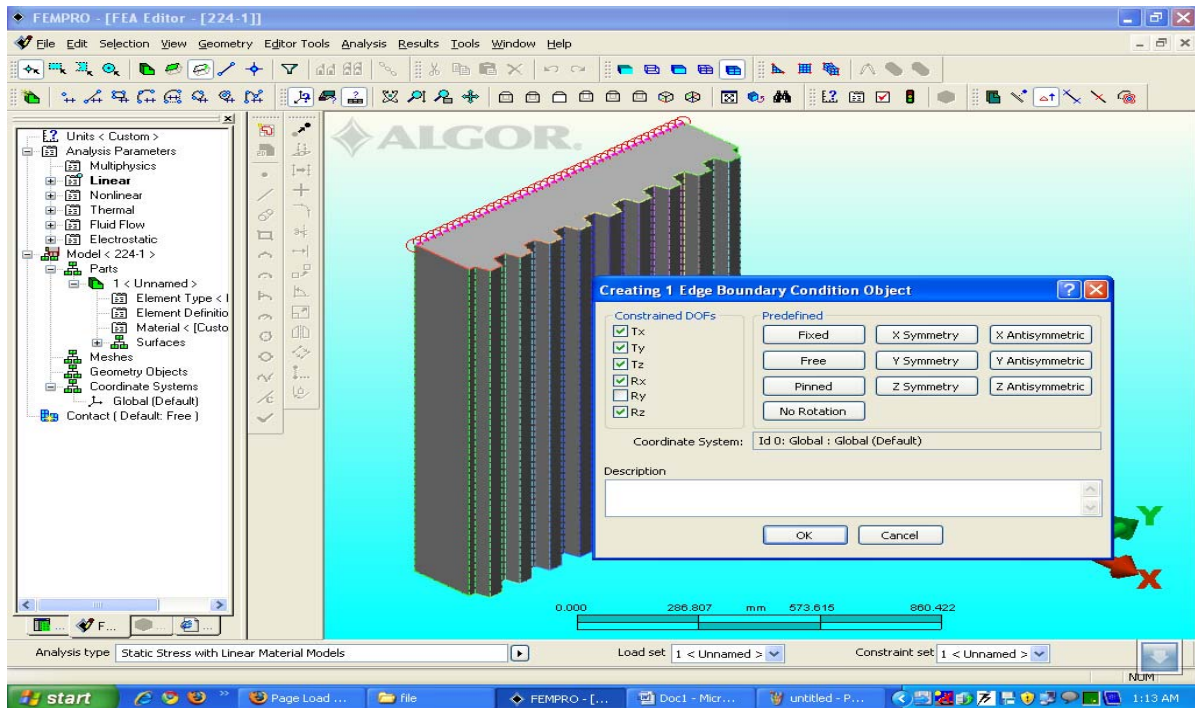 FEMPRO - [FEA Editor - [224-1]]
File Edit Selection View Geometry Editor Tools Analysis Results Tools Window Help
ALGOR.
Units < Custom >
Analysis Parameters
Multiphysics
Linear
Nonlinear
Thermal
Fluid Flow
Electrostatic
Model < 224-1 >
Parts
1 < Unnamed >
Element Type < l
Element Definitio
Material < [Custo
Surfaces
Meshes
Geometry Objects
Coordinate Systems
Global (Default)
Contact ( Default: Free )
Creating 1 Edge Boundary Condition Object
Constrained DOFs
Tx
Ty
Tz
Rx
Ry
Rz
Predefined
Fixed X Symmetry X Antisymmetric
Free Y Symmetry Y Antisymmetric
Pinned Z Symmetry Z Antisymmetric
No Rotation
Coordinate System: Id 0: Global : Global (Default)
Description
OK Cancel
Y
X
0.000 286.807 mm 573.615 860.422
F...
Analysis type Static Stress with Linear Material Models Load set 1 < Unnamed > Constraint set 1 < Unnamed >
NUM
start Page Load ... file FEMPRO - [... Doc1 - Micr... untitled - P... 1:13 AM